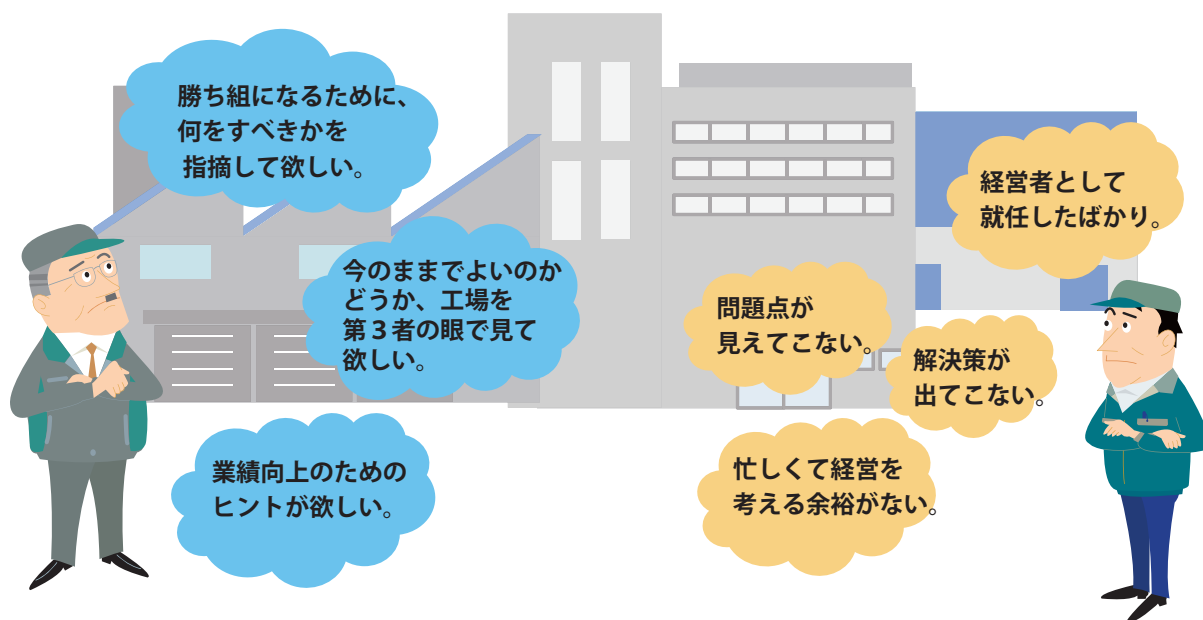 勝ち組になるために、
何をすべきかを
指摘して欲しい。
今のままでよいのか
どうか、工場を
第３者の眼で見て
欲しい。
業績向上のための
ヒントが欲しい。
経営者として
就任したばかり。
問題点が
見えてこない。
解決策が
出てこない。
忙しくて経営を
考える余裕がない。